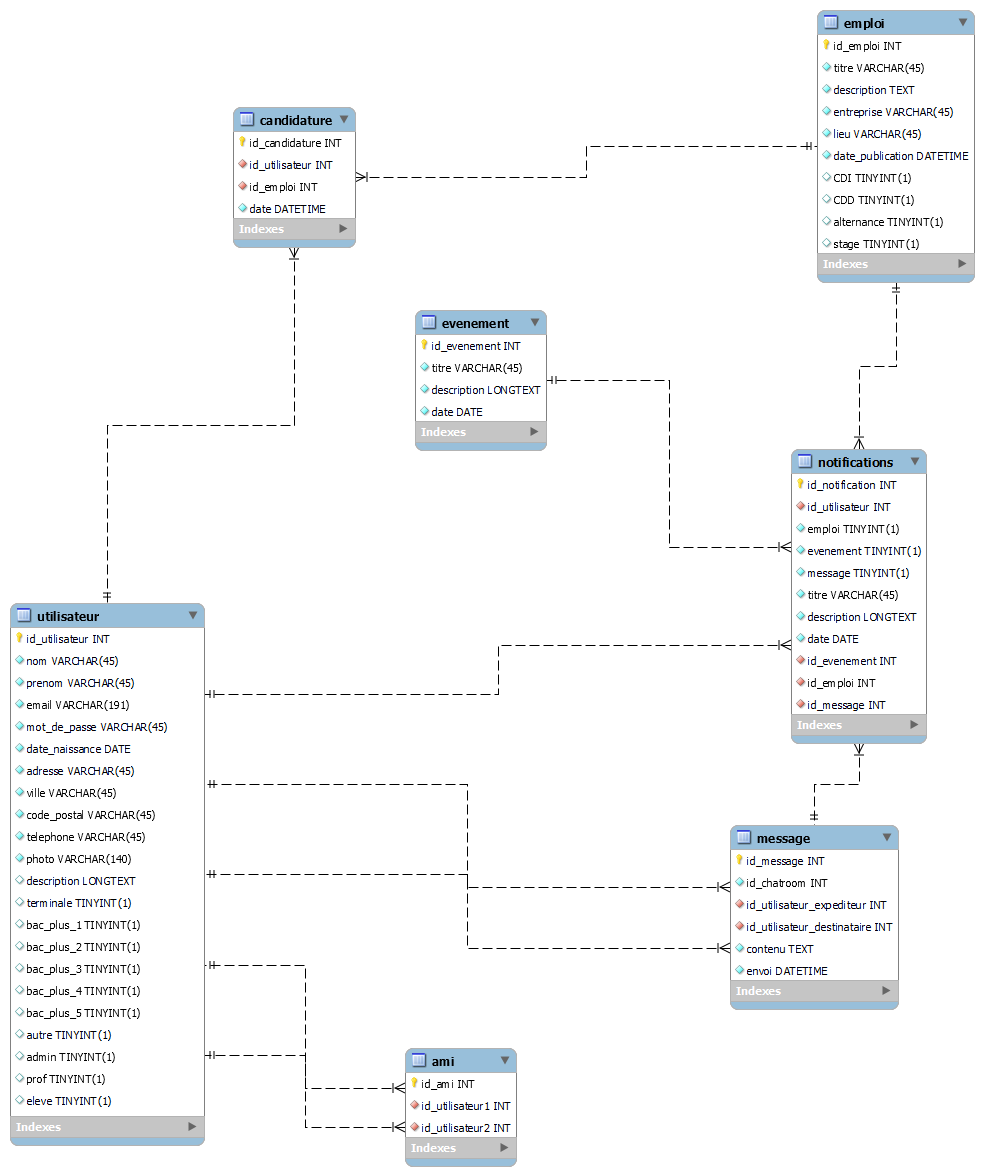 emploi
id_emploi INT
titre VARCHAR(45)
description TEXT
entreprise VARCHAR(45)
lieu VARCHAR(45)
date_publication DATETIME
CDI TINYINT(1)
CDD TINYINT(1)
alternance TINYINT(1)
stage TINYINT(1)
Indexes
candidature
id_candidature INT
id_utilisateur INT
id_emploi INT
date DATETIME
Indexes
evenement
id_evenement INT
titre VARCHAR(45)
description LONGTEXT
date DATE
Indexes
notifications
id_notification INT
id_utilisateur INT
emploi TINYINT(1)
evenement TINYINT(1)
message TINYINT(1)
titre VARCHAR(45)
description LONGTEXT
date DATE
id_evenement INT
id_emploi INT
id_message INT
Indexes
utilisateur
id_utilisateur INT
nom VARCHAR(45)
prenom VARCHAR(45)
email VARCHAR(191)
mot_de_passe VARCHAR(45)
date_naissance DATE
adresse VARCHAR(45)
ville VARCHAR(45)
code_postal VARCHAR(45)
telephone VARCHAR(45)
photo VARCHAR(140)
description LONGTEXT
terminale TINYINT(1)
bac_plus_1 TINYINT(1)
bac_plus_2 TINYINT(1)
bac_plus_3 TINYINT(1)
bac_plus_4 TINYINT(1)
bac_plus_5 TINYINT(1)
autre TINYINT(1)
admin TINYINT(1)
prof TINYINT(1)
eleve TINYINT(1)
Indexes
message
id_message INT
id_chatroom INT
id_utilisateur_expediteur INT
id_utilisateur_destinataire INT
contenu TEXT
envoi DATETIME
Indexes
ami
id_ami INT
id_utilisateur1 INT
id_utilisateur2 INT
Indexes